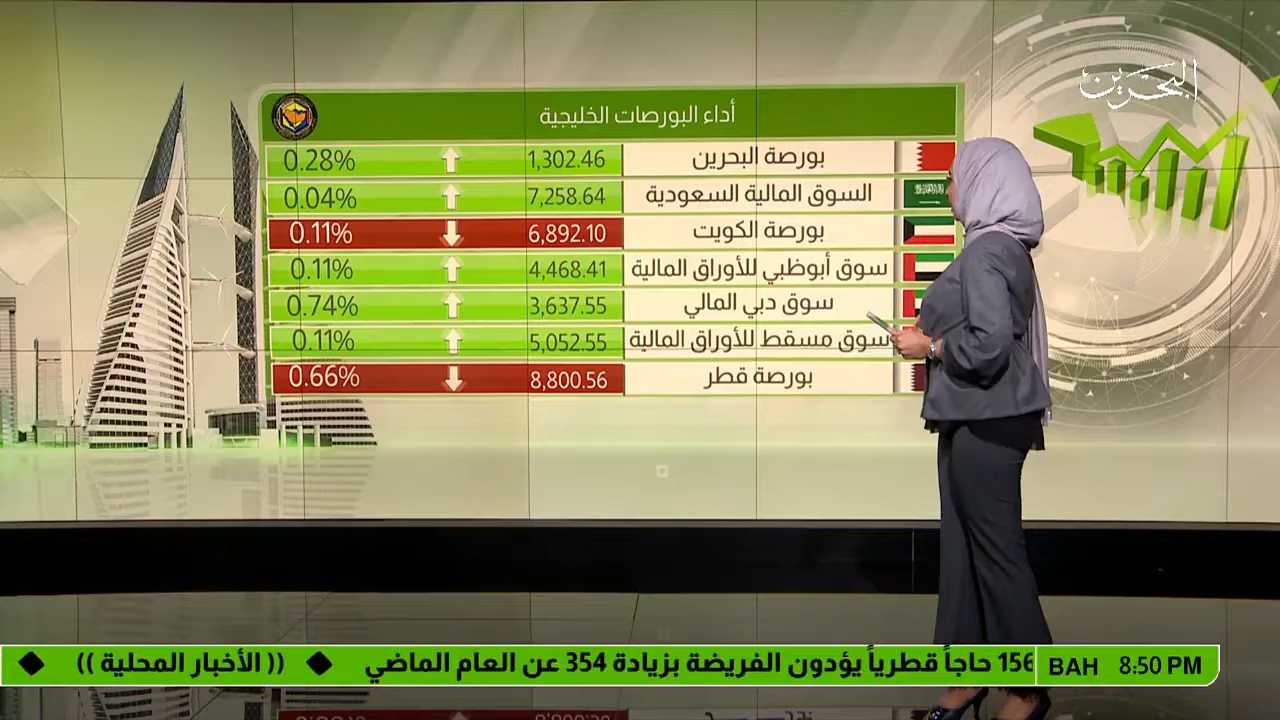 البحرين
أداء البورصات الخليجية
بورصة البحرين 1,302.46 0.28%
السوق المالية السعودية 7,258.64 0.04%
بورصة الكويت 6,892.10 0.11%
سوق أبوظبي للأوراق المالية 4,468.41 0.11%
سوق دبي المالي 3,637.55 0.74%
سوق مسقط للأوراق المالية 5,052.55 0.11%
بورصة قطر 8,800.56 0.66%
BAH 8:50 PM
156 حاجاً قطرياً يؤدون الفريضة بزيادة 354 عن العام الماضي ◆ (( الأخبار المحلية )) ◆